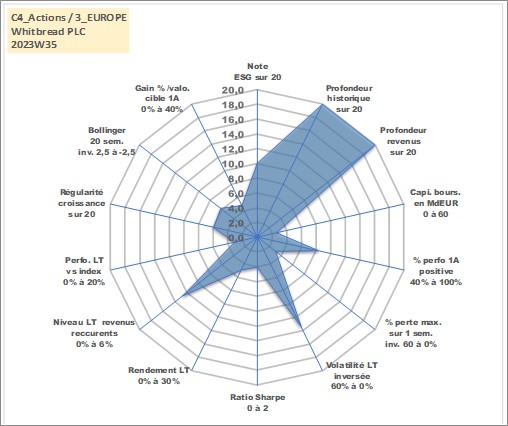 C4_Actions / 3_EUROPE
Whitbread PLC
2023W35
Note
ESG sur 20
Profondeur
historique
sur 20
Profondeur
revenus
sur 20
Capi. bours.
en MdEUR
0 à 60
% perfo 1A
positive
40% à 100%
% perte max.
sur 1 sem.
inv. 60 à 0%
Volatilité LT
inversée
60% à 0%
Ratio Sharpe
0 à 2
Rendement LT
0% à 30%
Niveau LT revenus
reccurents
0% à 6%
Perfo. LT
vs index
0% à 20%
Régularité
croissance
sur 20
Bollinger
20 sem.
inv. 2,5 à -2,5
Gain % /valo.
cible 1A
0% à 40%
20,0
18,0
16,0
14,0
12,0
10,0
8,0
6,0
4,0
2,0
0,0